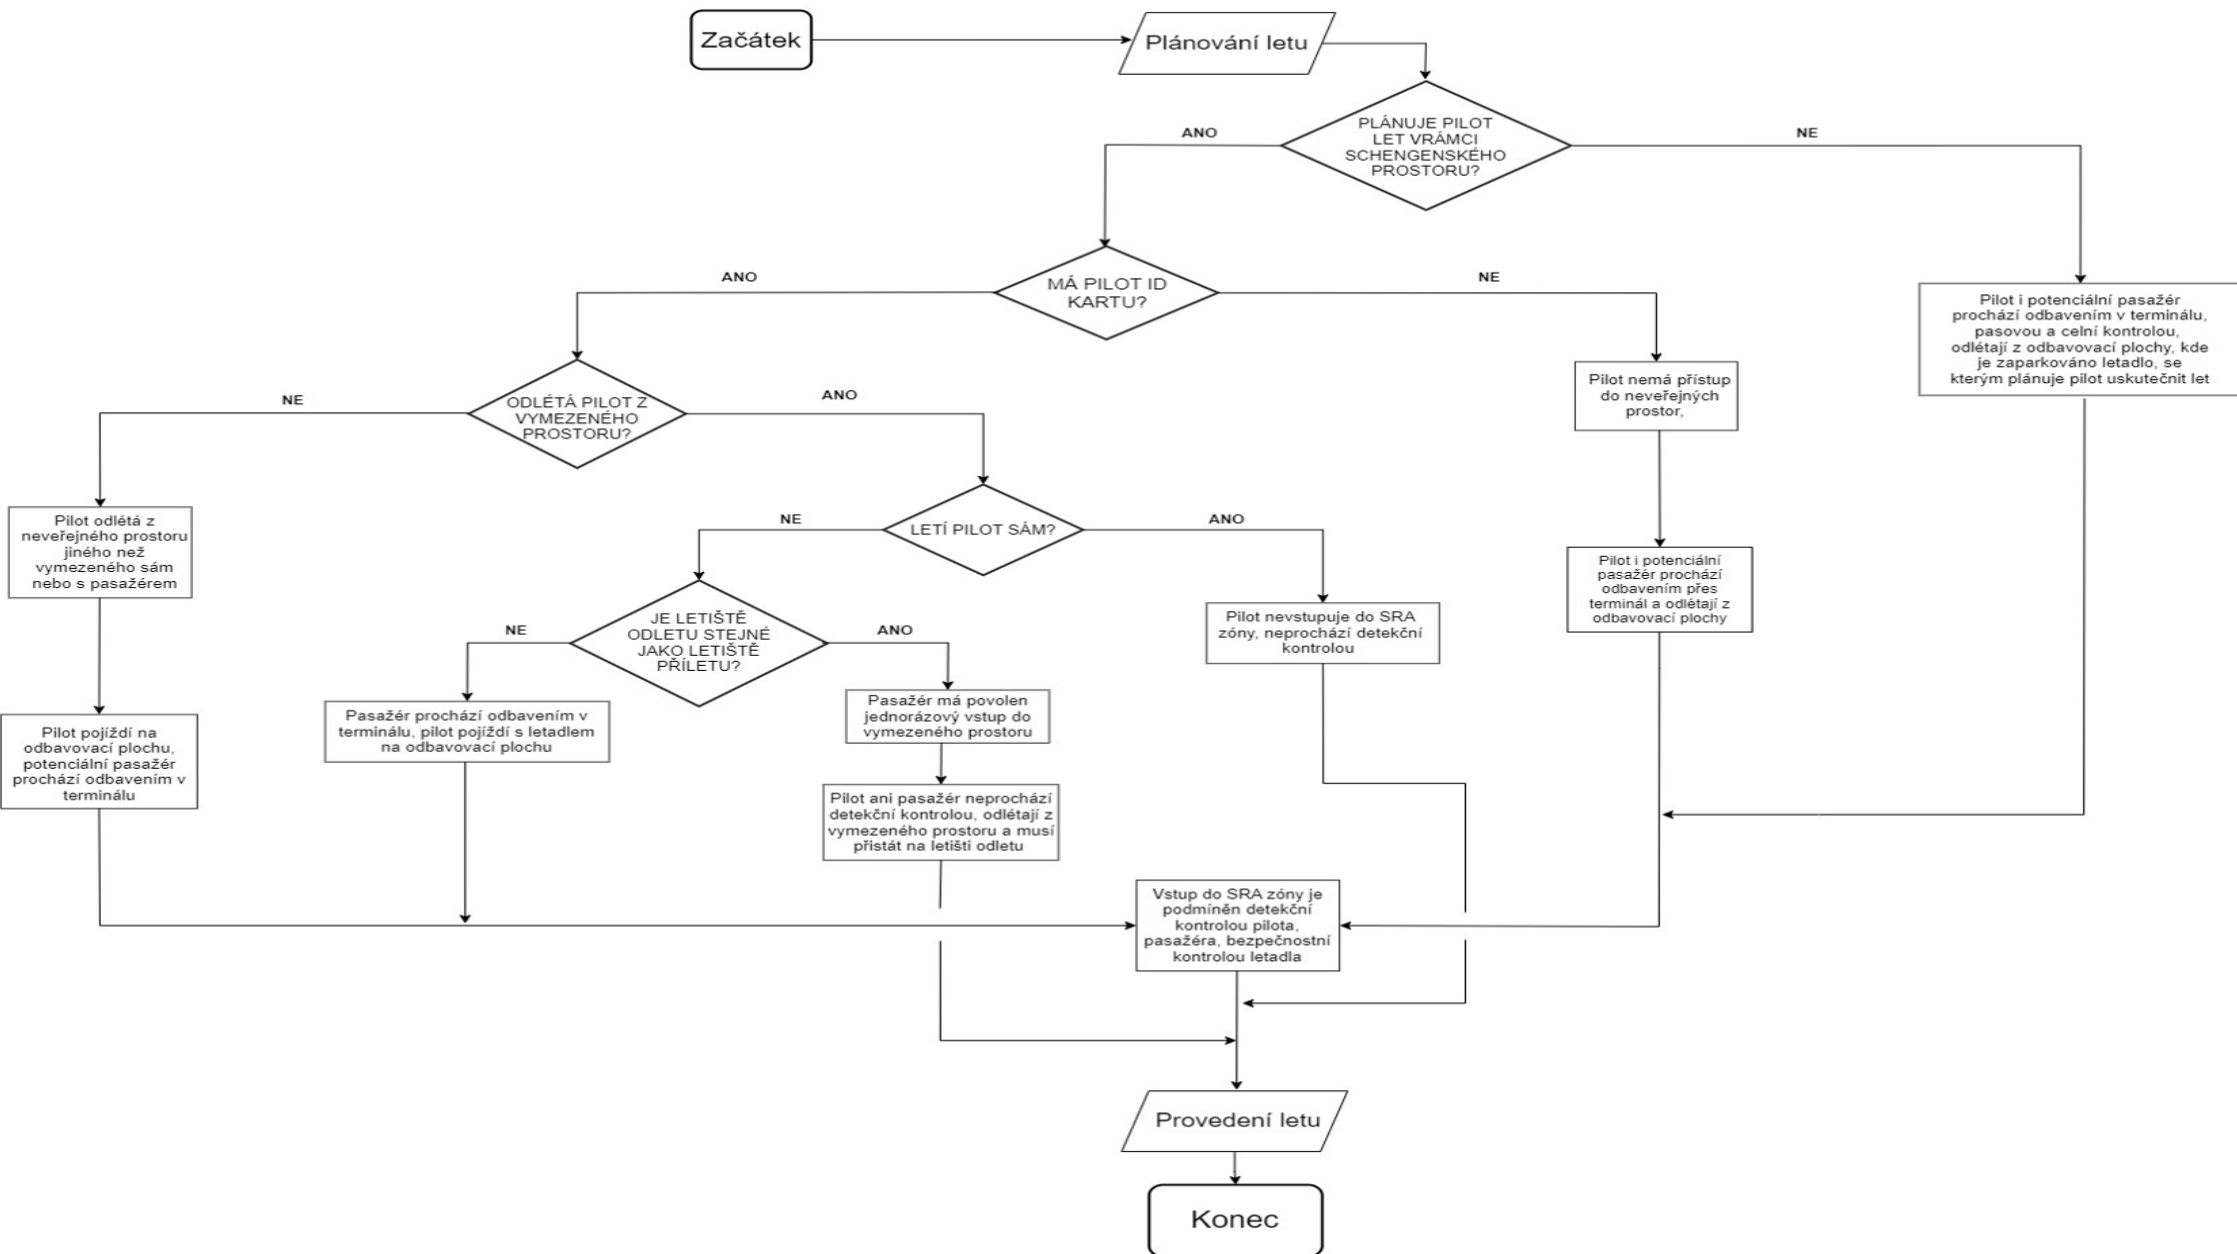 Začátek
Plánování letu
PLÁNUJE PILOT
LET VRÁMCI
SCHENGENSKÉHO
PROSTORU?
ANO
NE
MÁ PILOT ID
KARTU?
ANO
NE
Pilot i potenciální pasažér
prochází odbavením v terminálu,
pasovou a celní kontrolou,
odlétají z odbavovací plochy, kde
je zaparkováno letadlo, se
kterým plánuje pilot uskutečnit let
ODLÉTÁ PILOT Z
VYMEZENÉHO
PROSTORU?
NE
ANO
Pilot nemá přístup
do neveřejných
prostor,
Pilot odlétá z
neveřejného prostoru
jiného než
vymezeného sám
nebo s pasažérem
LETÍ PILOT SÁM?
NE
ANO
Pilot i potenciální
pasažér prochází
odbavením přes
terminál a odlétají z
odbavovací plochy
JE LETIŠTĚ
ODLETU STEJNÉ
JAKO LETIŠTĚ
PŘÍLETU?
NE
ANO
Pilot nevstupuje do SRA
zóny, neprochází detekční
kontrolou
Pilot pojíždí na
odbavovací plochu,
potenciální pasažér
prochází odbavením v
terminálu
Pasažér prochází odbavením v
terminálu, pilot pojíždí s letadlem
na odbavovací plochu
Pasažér má povolen
jednorázový vstup do
vymezeného prostoru
Pilot ani pasažér neprochází
detekční kontrolou, odlétají z
vymezeného prostoru a musí
přistát na letišti odletu
Vstup do SRA zóny je
podmíněn detekční
kontrolou pilota,
pasažéra, bezpečnostní
kontrolou letadla
Provedení letu
Konec